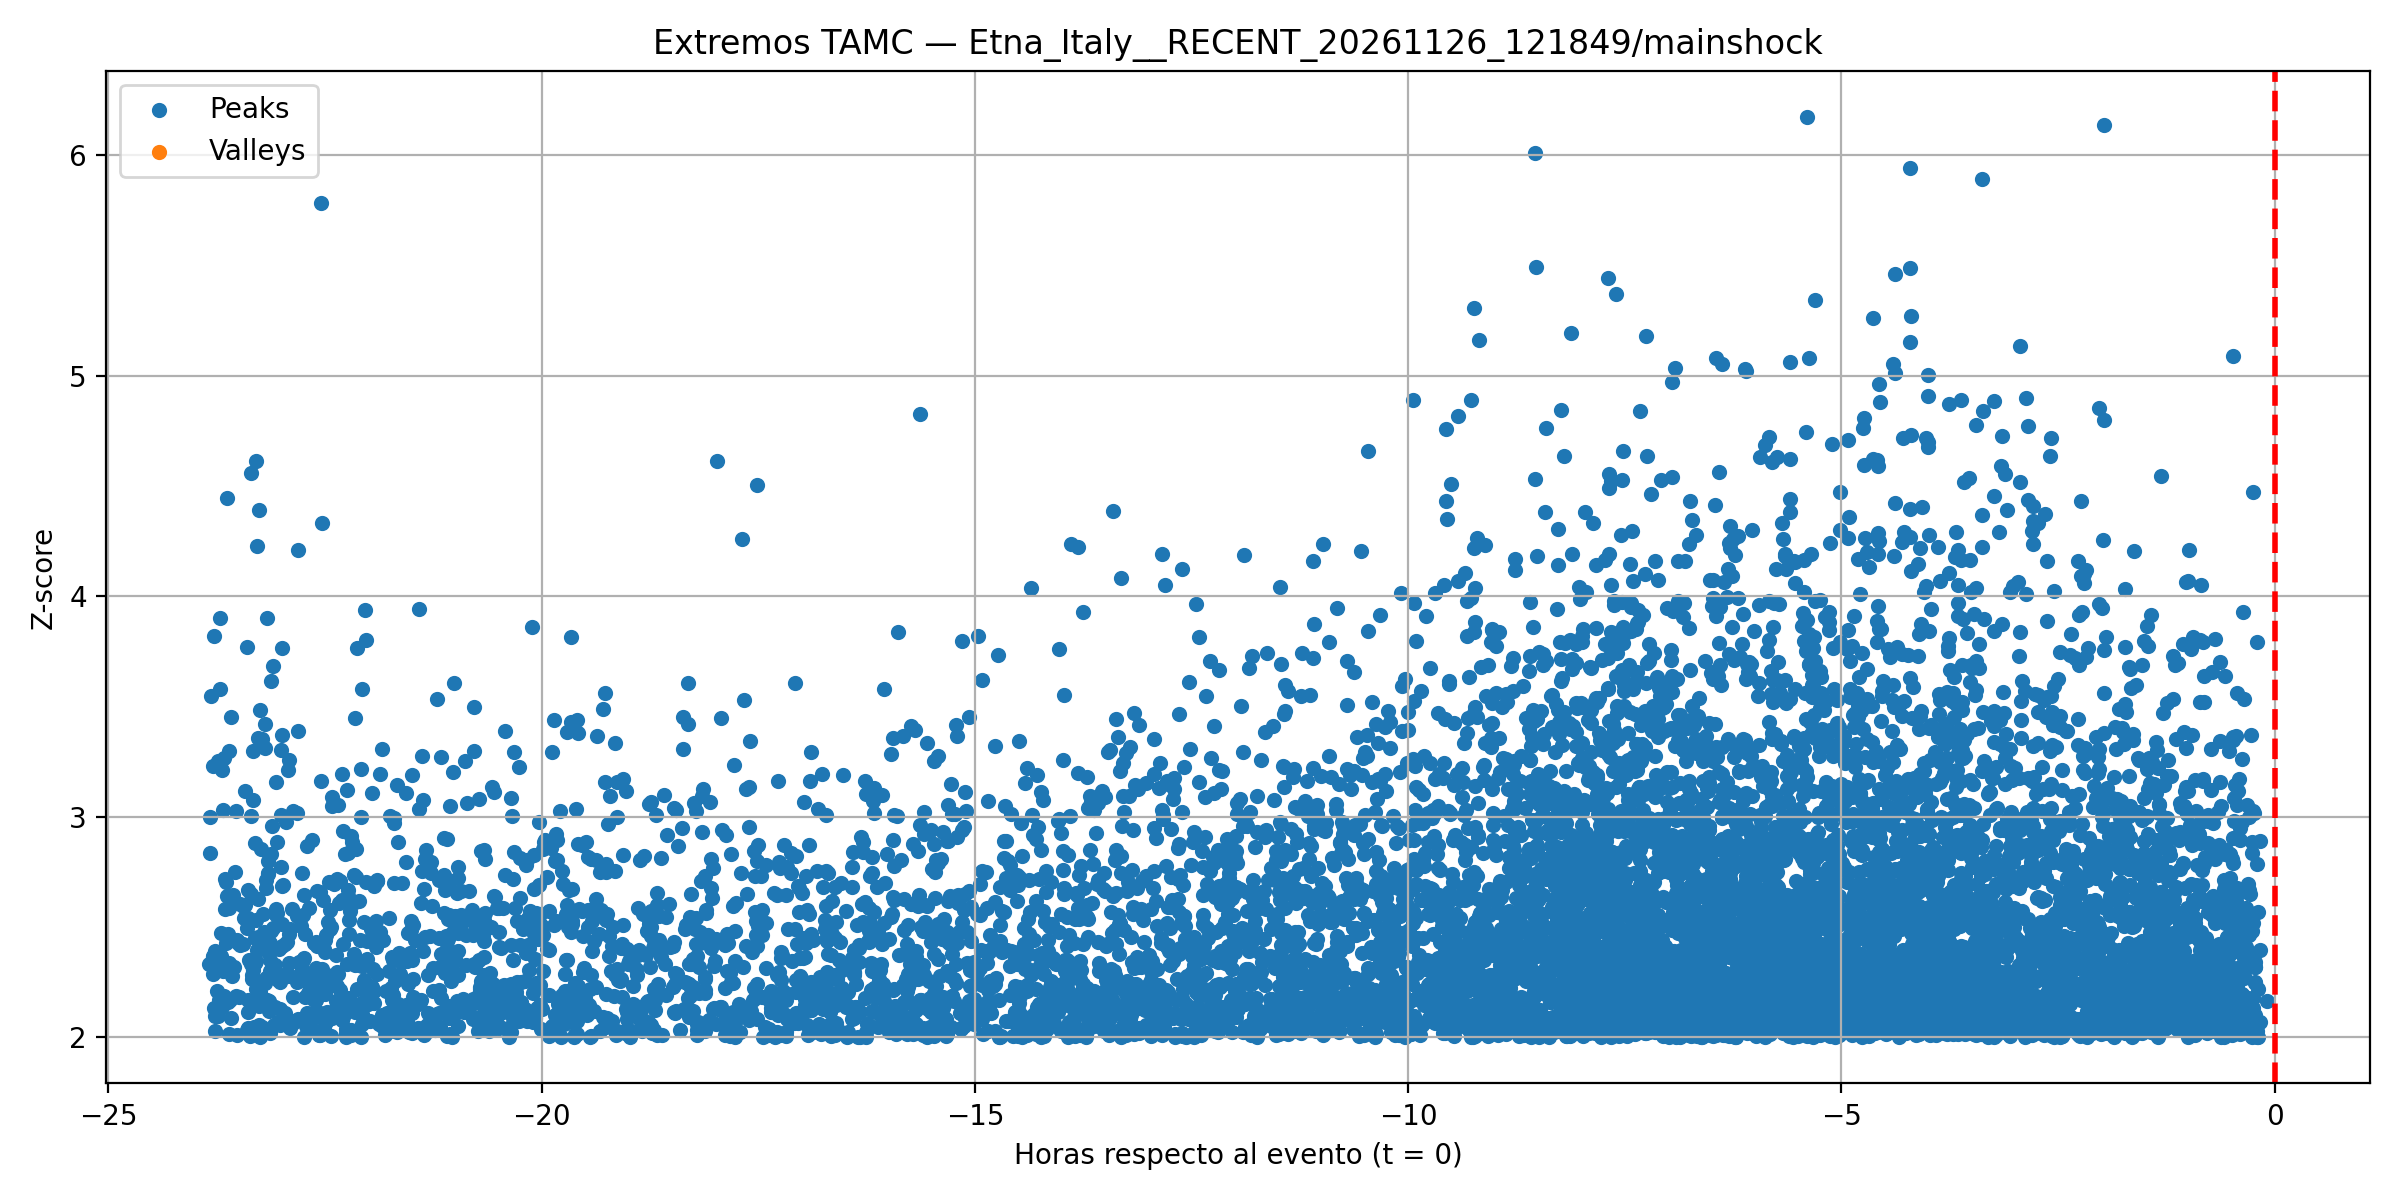 Extremos TAMC — Etna_Italy__RECENT_20261126_121849/mainshock
Peaks
Valleys
Z-score
6
5
4
3
2
−25
−20
−15
−10
−5
0
Horas respecto al evento (t = 0)